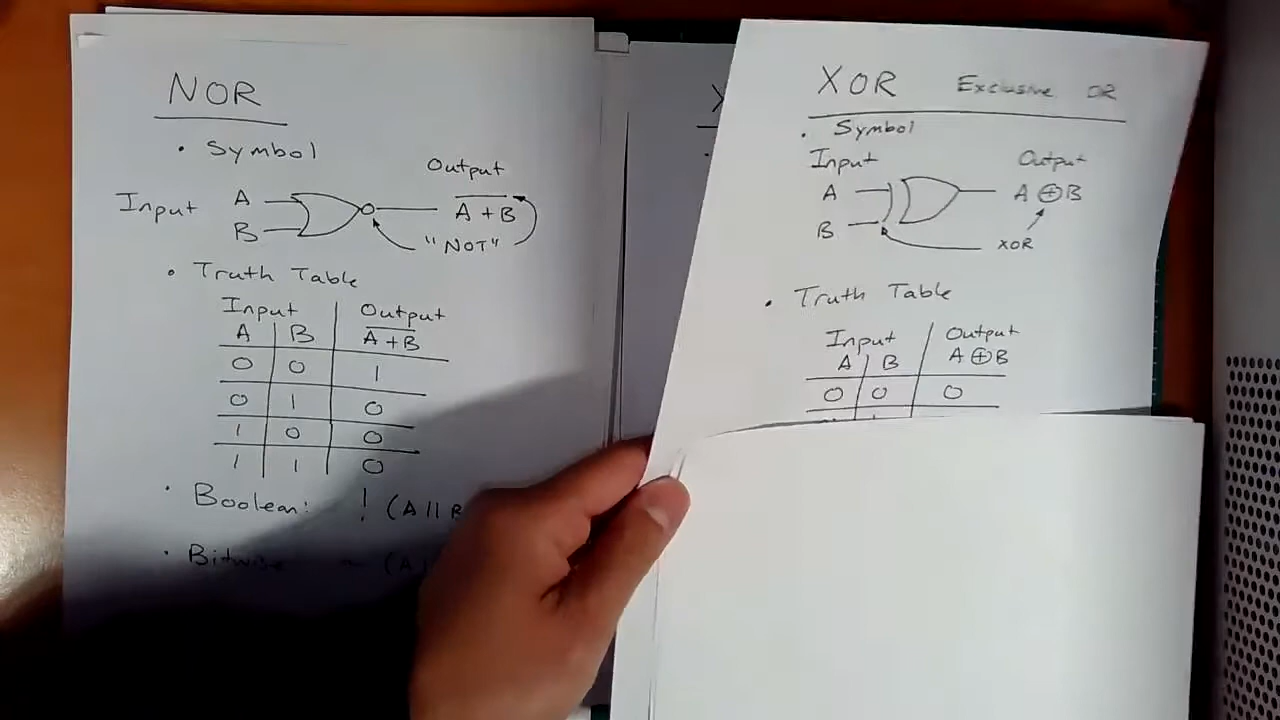 NOR
• Symbol
Output
Input A
B
A + B
"NOT"
• Truth Table
Input Output
A B A + B
0 0 1
0 1 0
1 0 0
1 1 0
• Boolean: ! (A || B
• Bitwise ~ (A |
X
XOR Exclusive OR
• Symbol
Input Output
A A ⊕ B
B
XOR
• Truth Table
Input Output
A B A ⊕ B
0 0 0